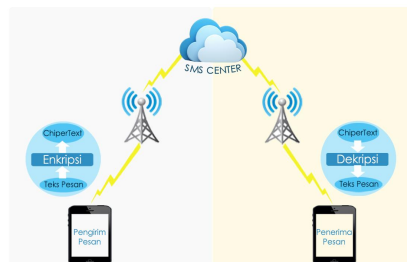 SMS CENTER
ChiperText
Enkripsi
Teks Pesan
Pengirim
Pesan
ChiperText
Dekripsi
Teks Pesan
Penerima
Pesan